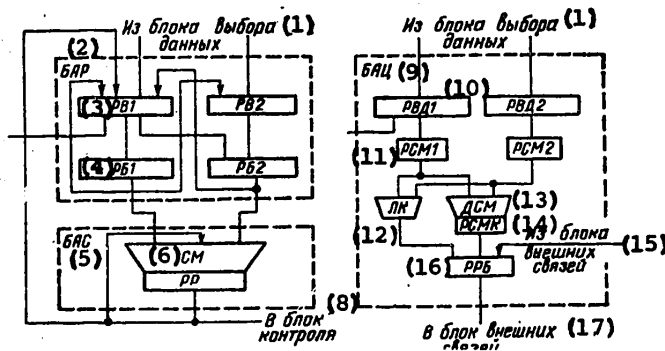 Из блока выбора (1)
данных
(2)
БАР
(3) РВ1
РВ2
(4) РБ1
РБ2
БАС
(5)
(6) СМ
РР
(8)
В блок
контроля
Из блока выбора (1)
данных
БАЦ (9)
(10)
РВД1
РВД2
(11)
РСМ1
РСМ2
ЛК
(12)
ДСМ (13)
РСМК (14)
Из блока (15)
внешних
связей
(16) РРБ
В блок внешних (17)
связей